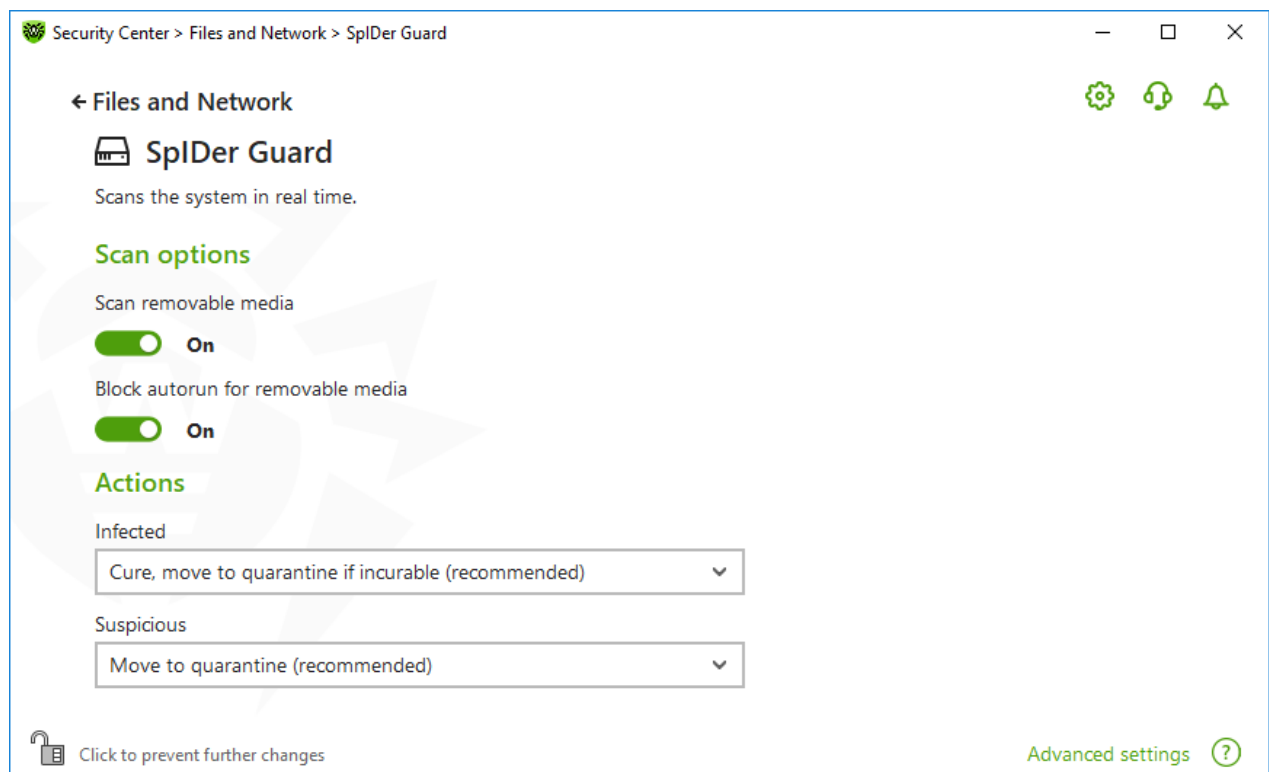 Security Center > Files and Network > SpIDer Guard
Files and Network
SpIDer Guard
Scans the system in real time.
Scan options
Scan removable media
On
Block autorun for removable media
On
Actions
Infected
Cure, move to quarantine if incurable (recommended)
Suspicious
Move to quarantine (recommended)
Click to prevent further changes
Advanced settings ?